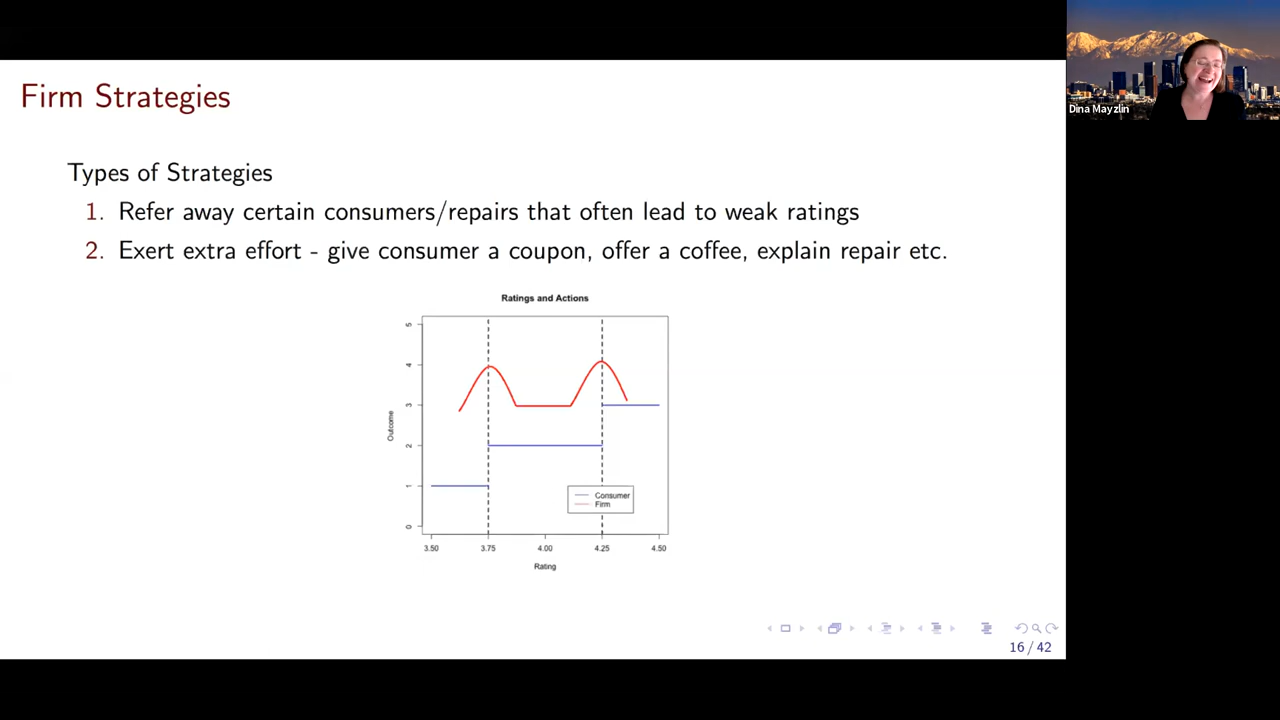 Firm Strategies
Types of Strategies
1. Refer away certain consumers/repairs that often lead to weak ratings
2. Exert extra effort - give consumer a coupon, offer a coffee, explain repair etc.
Ratings and Actions
Outcome
5
4
3
2
1
0
Consumer
Firm
3.50 3.75 4.00 4.25 4.50
Rating
16 / 42
Dina Mayzlin